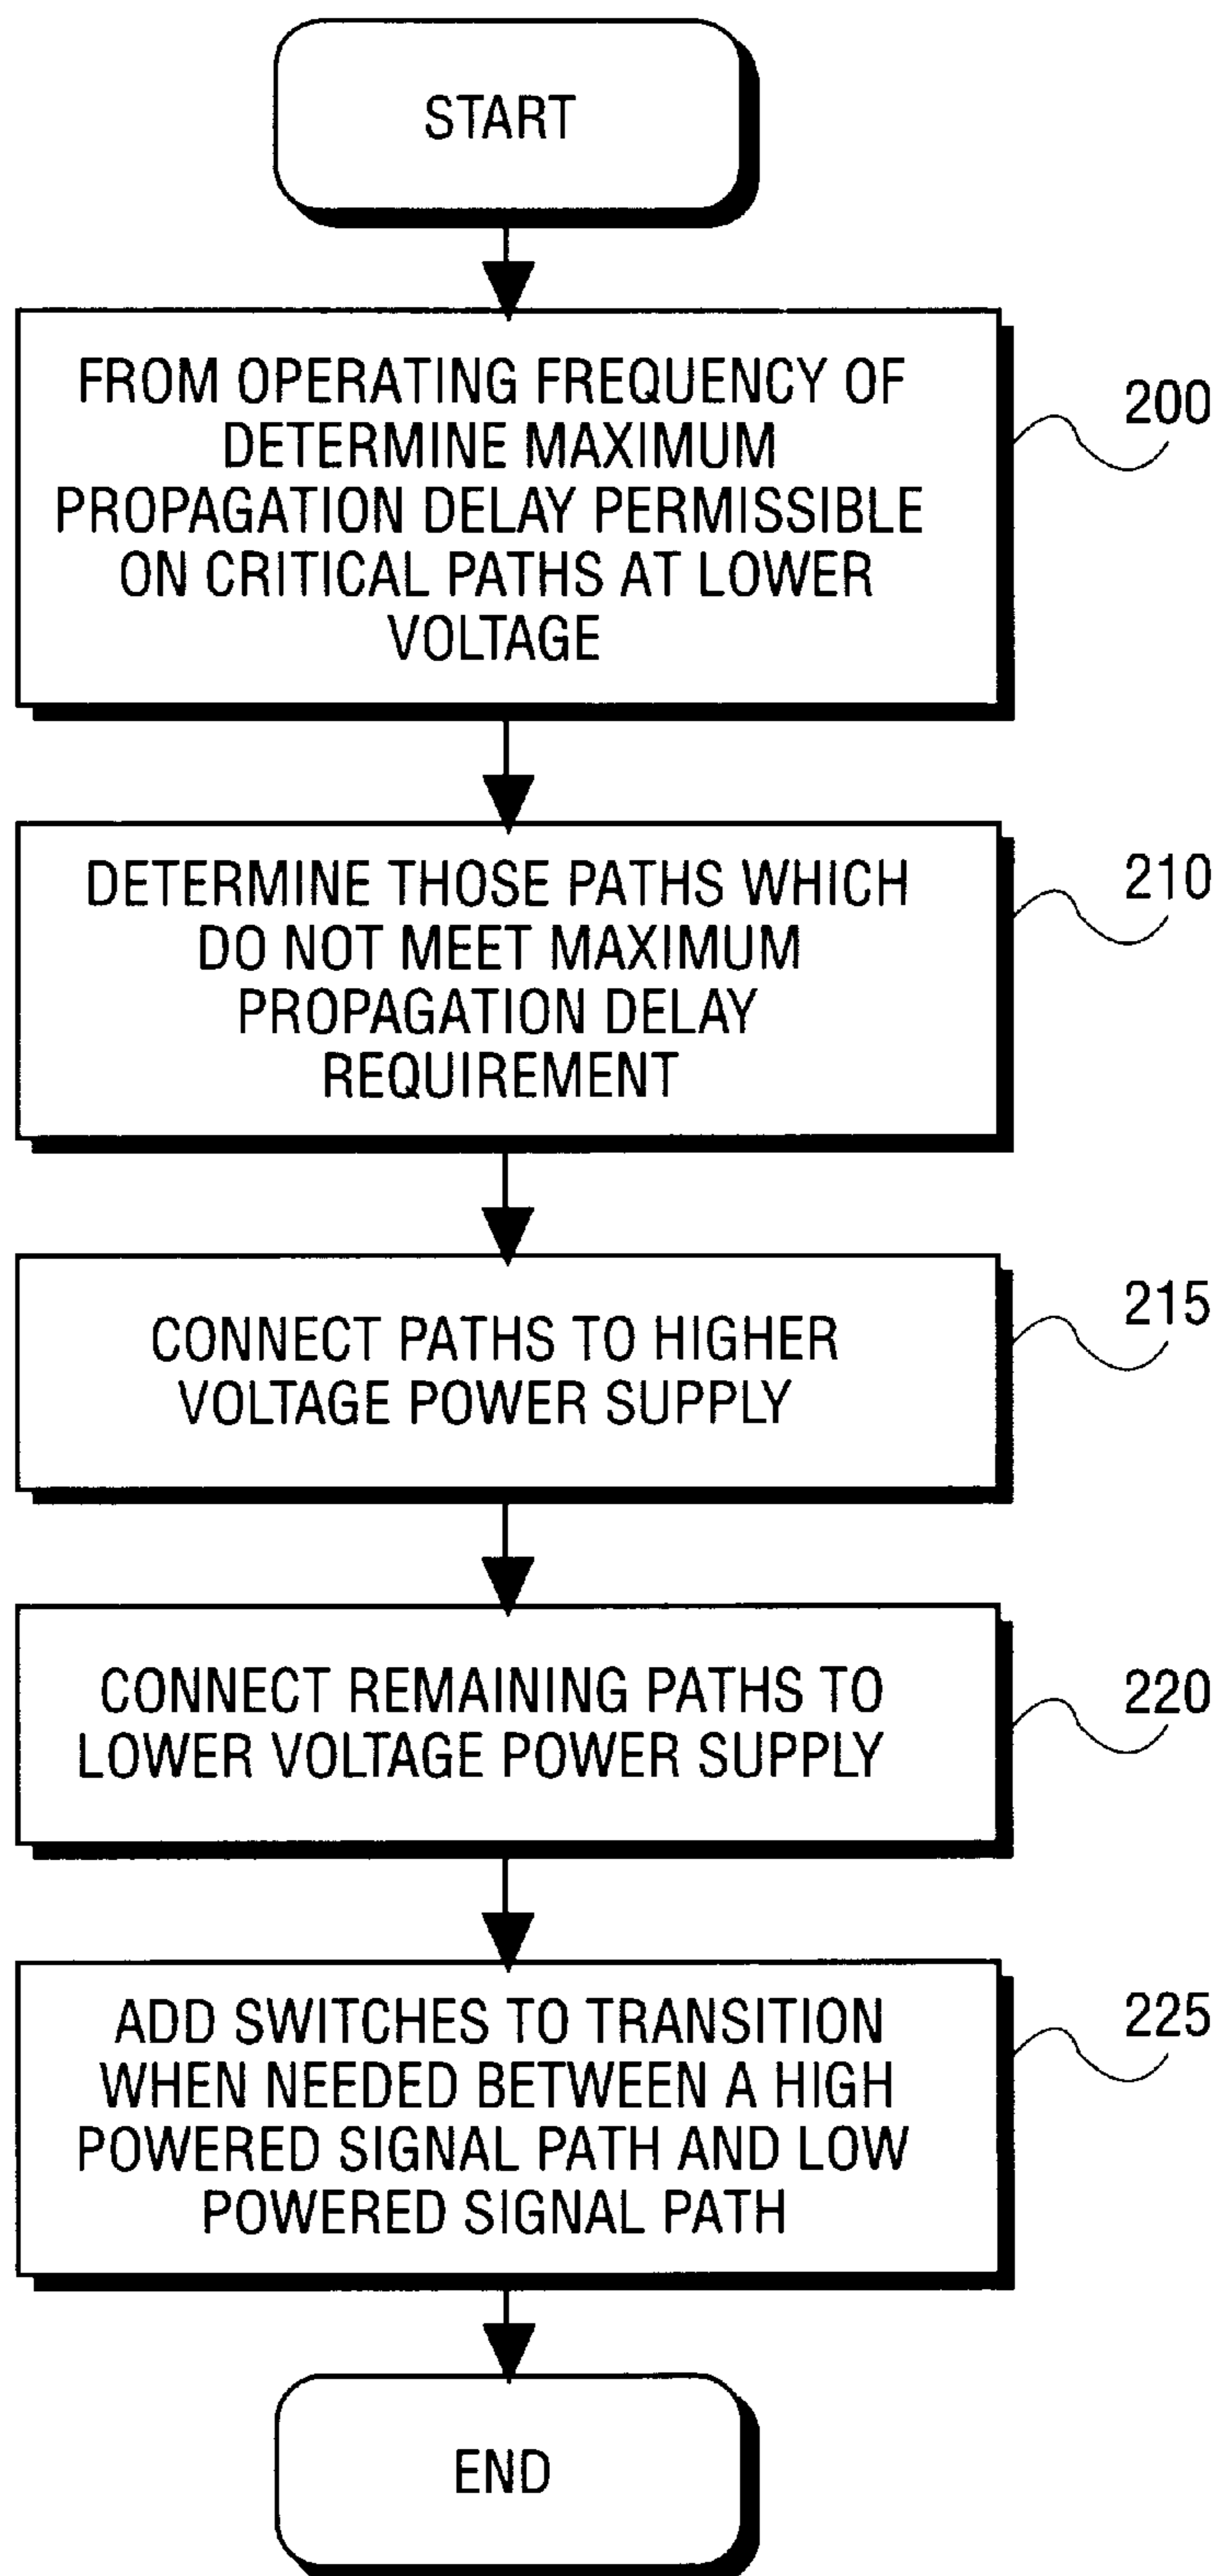 START
FROM OPERATING FREQUENCY OF
DETERMINE MAXIMUM
PROPAGATION DELAY PERMISSIBLE
ON CRITICAL PATHS AT LOWER
VOLTAGE
200
DETERMINE THOSE PATHS WHICH
DO NOT MEET MAXIMUM
PROPAGATION DELAY
REQUIREMENT
210
CONNECT PATHS TO HIGHER
VOLTAGE POWER SUPPLY
215
CONNECT REMAINING PATHS TO
LOWER VOLTAGE POWER SUPPLY
220
ADD SWITCHES TO TRANSITION
WHEN NEEDED BETWEEN A HIGH
POWERED SIGNAL PATH AND LOW
POWERED SIGNAL PATH
225
END